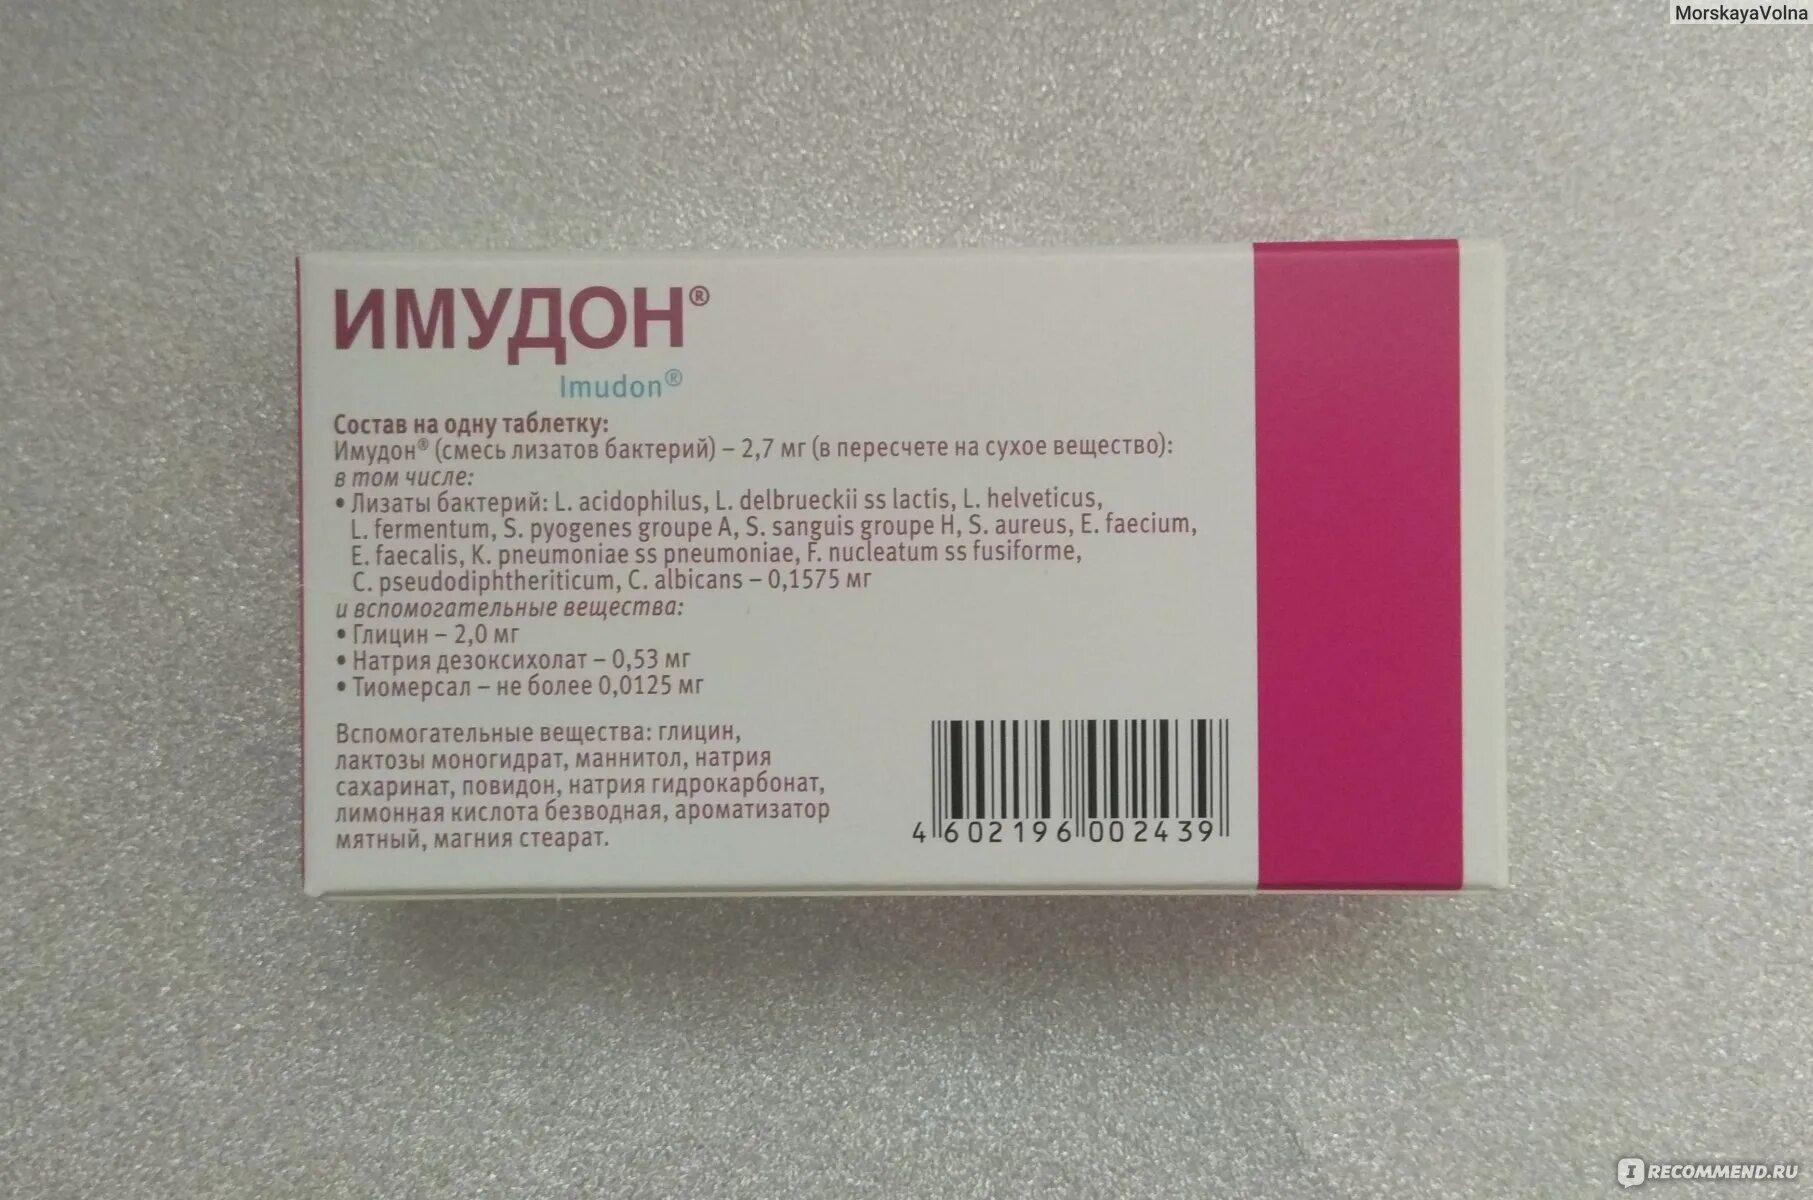 MorskayaVolna
ИМУДОН®
Imudon®
Состав на одну таблетку:
Имудон® (смесь лизатов бактерий) – 2,7 мг (в пересчете на сухое вещество):
в том числе:
• Лизаты бактерий: L. acidophilus, L. delbrueckii ss lactis, L. helveticus,
L. fermentum, S. pyogenes groupe A, S. sanguis groupe H, S. aureus, E. faecium,
E. faecalis, K. pneumoniae ss pneumoniae, F. nucleatum ss fusiforme,
C. pseudodiphtheriticum, C. albicans – 0,1575 мг
и вспомогательные вещества:
• Глицин – 2,0 мг
• Натрия дезоксихолат – 0,53 мг
• Тиомерсал – не более 0,0125 мг
Вспомогательные вещества: глицин,
лактозы моногидрат, маннитол, натрия
сахаринат, повидон, натрия гидрокарбонат,
лимонная кислота безводная, ароматизатор
мятный, магния стеарат.
4 602196 002439
IRECOMMEND.RU